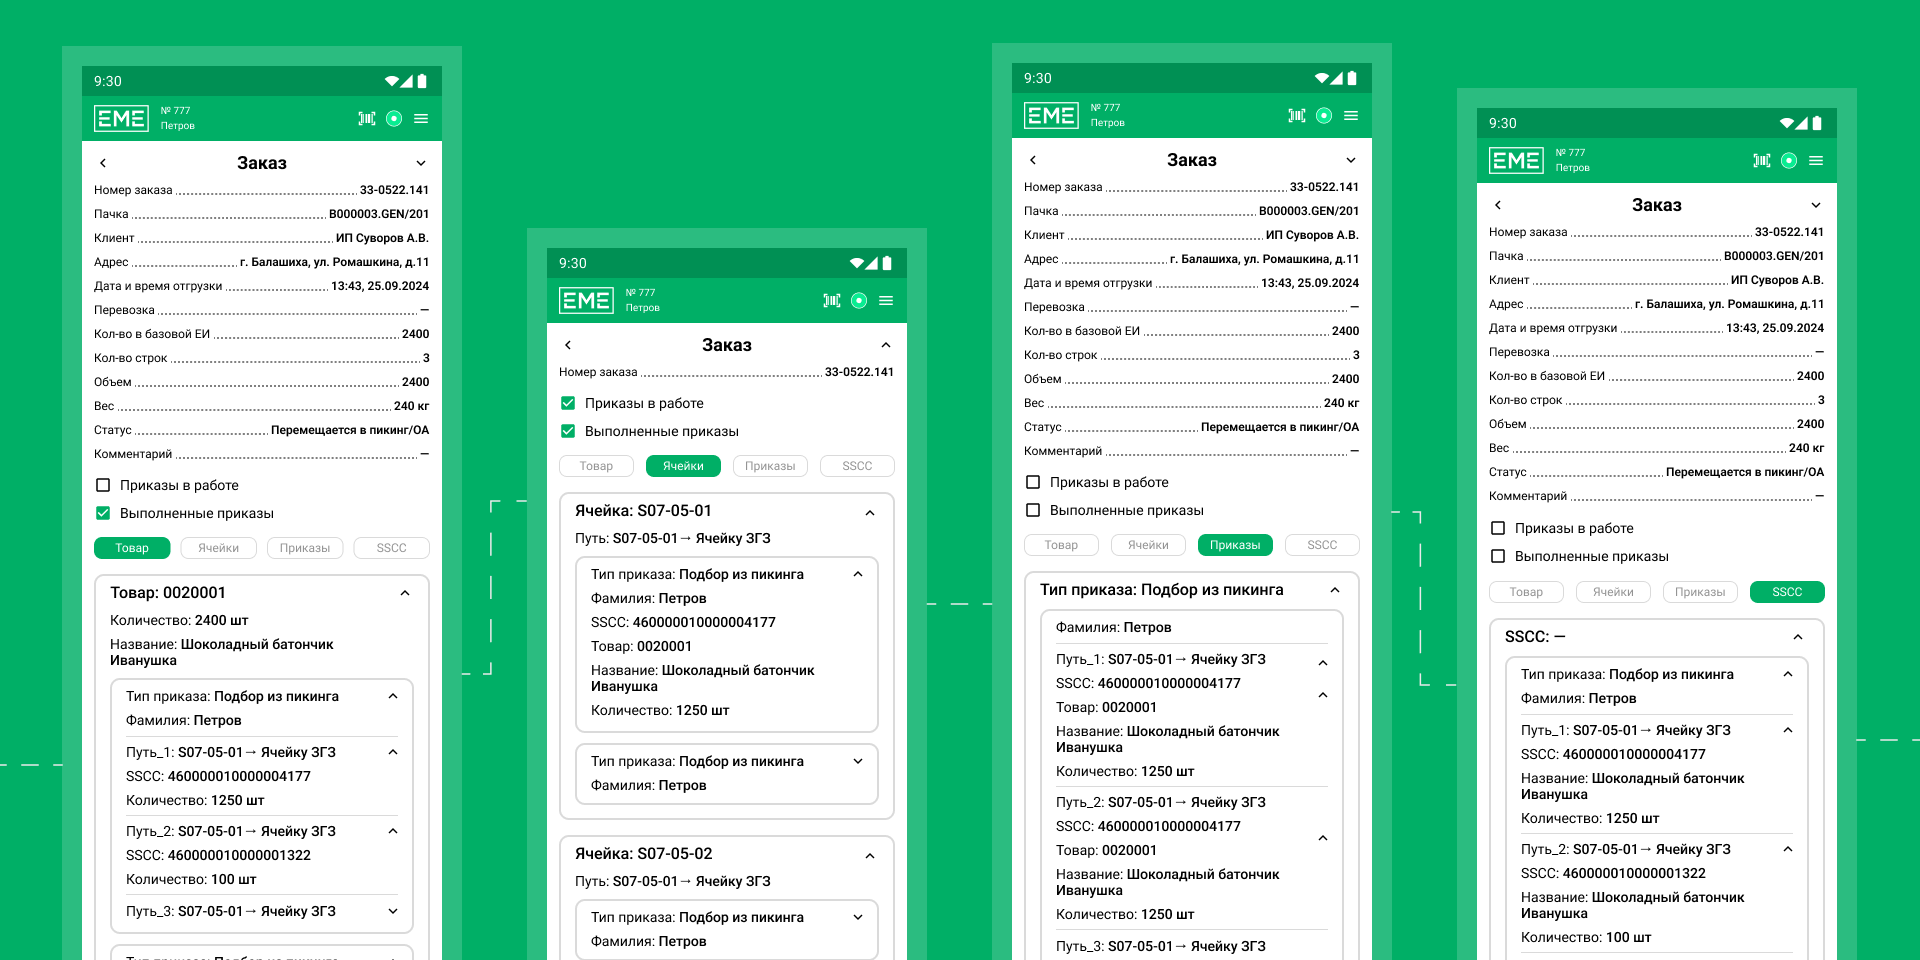 9:30
EME
№ 777
Петров
Заказ
Номер заказа 33-0522.141
Пачка B000003.GEN/201
Клиент ИП Суворов А.В.
Адрес г. Балашиха, ул. Ромашкина, д.11
Дата и время отгрузки 13:43, 25.09.2024
Перевозка —
Кол-во в базовой ЕИ 2400
Кол-во строк 3
Объем 2400
Вес 240 кг
Статус Перемещается в пикинг/ОА
Комментарий —
Приказы в работе
Выполненные приказы
Товар Ячейки Приказы SSCC
Товар: 0020001
Количество: 2400 шт
Название: Шоколадный батончик
Иванушка
Тип приказа: Подбор из пикинга
Фамилия: Петров
Путь_1: S07-05-01→ Ячейку ЗГЗ
SSCC: 460000010000004177
Количество: 1250 шт
Путь_2: S07-05-01→ Ячейку ЗГЗ
SSCC: 460000010000001322
Количество: 100 шт
Путь_3: S07-05-01→ Ячейку ЗГЗ
Тип приказа: Подбор из пикинга
9:30
EME
№ 777
Петров
Заказ
Номер заказа 33-0522.141
Приказы в работе
Выполненные приказы
Товар Ячейки Приказы SSCC
Ячейка: S07-05-01
Путь: S07-05-01→ Ячейку ЗГЗ
Тип приказа: Подбор из пикинга
Фамилия: Петров
SSCC: 460000010000004177
Товар: 0020001
Название: Шоколадный батончик
Иванушка
Количество: 1250 шт
Тип приказа: Подбор из пикинга
Фамилия: Петров
Ячейка: S07-05-02
Путь: S07-05-01→ Ячейку ЗГЗ
Тип приказа: Подбор из пикинга
Фамилия: Петров
9:30
EME
№ 777
Петров
Заказ
Номер заказа 33-0522.141
Пачка B000003.GEN/201
Клиент ИП Суворов А.В.
Адрес г. Балашиха, ул. Ромашкина, д.11
Дата и время отгрузки 13:43, 25.09.2024
Перевозка —
Кол-во в базовой ЕИ 2400
Кол-во строк 3
Объем 2400
Вес 240 кг
Статус Перемещается в пикинг/ОА
Комментарий —
Приказы в работе
Выполненные приказы
Товар Ячейки Приказы SSCC
Тип приказа: Подбор из пикинга
Фамилия: Петров
Путь_1: S07-05-01→ Ячейку ЗГЗ
SSCC: 460000010000004177
Товар: 0020001
Название: Шоколадный батончик
Иванушка
Количество: 1250 шт
Путь_2: S07-05-01→ Ячейку ЗГЗ
SSCC: 460000010000004177
Товар: 0020001
Название: Шоколадный батончик
Иванушка
Количество: 1250 шт
Путь_3: S07-05-01→ Ячейку ЗГЗ
9:30
EME
№ 777
Петров
Заказ
Номер заказа 33-0522.141
Пачка B000003.GEN/201
Клиент ИП Суворов А.В.
Адрес г. Балашиха, ул. Ромашкина, д.11
Дата и время отгрузки 13:43, 25.09.2024
Перевозка —
Кол-во в базовой ЕИ 2400
Кол-во строк 3
Объем 2400
Вес 240 кг
Статус Перемещается в пикинг/ОА
Комментарий —
Приказы в работе
Выполненные приказы
Товар Ячейки Приказы SSCC
SSCC: —
Тип приказа: Подбор из пикинга
Фамилия: Петров
Путь_1: S07-05-01→ Ячейку ЗГЗ
SSCC: 460000010000004177
Название: Шоколадный батончик
Иванушка
Количество: 1250 шт
Путь_2: S07-05-01→ Ячейку ЗГЗ
SSCC: 460000010000001322
Название: Шоколадный батончик
Иванушка
Количество: 100 шт